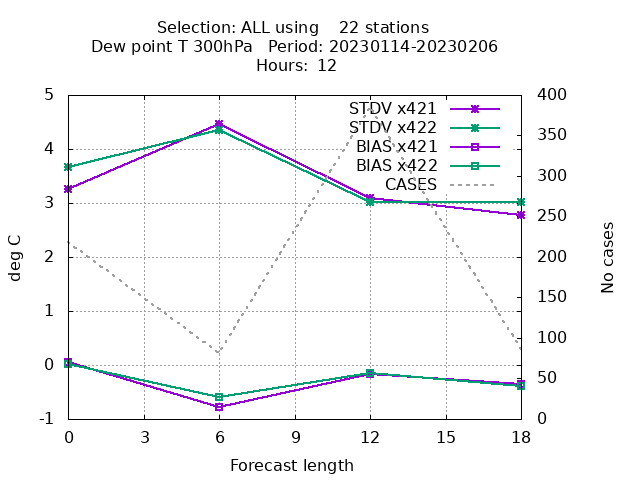 Selection: ALL using    22 stations
Dew point T 300hPa   Period: 20230114-20230206
Hours: 12
STDV x421
STDV x422
BIAS x421
BIAS x422
CASES
5
4
3
2
1
0
-1
deg C
400
350
300
250
200
150
100
50
0
No cases
0 3 6 9 12 15 18
Forecast length